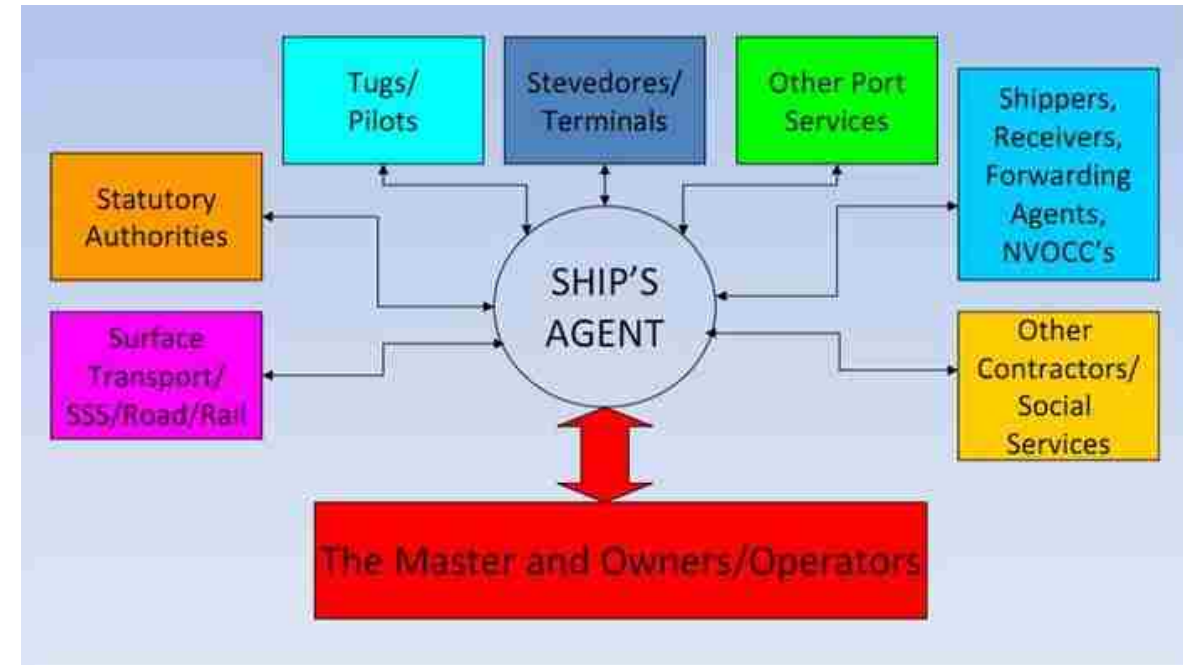 Tugs/
Pilots
Stevedores/
Terminals
Other Port
Services
Shippers,
Receivers,
Forwarding
Agents,
NVOCC's
Statutory
Authorities
SHIP'S
AGENT
Surface
Transport/
SSS/Road/Rail
Other
Contractors/
Social
Services
The Master and Owners/Operators